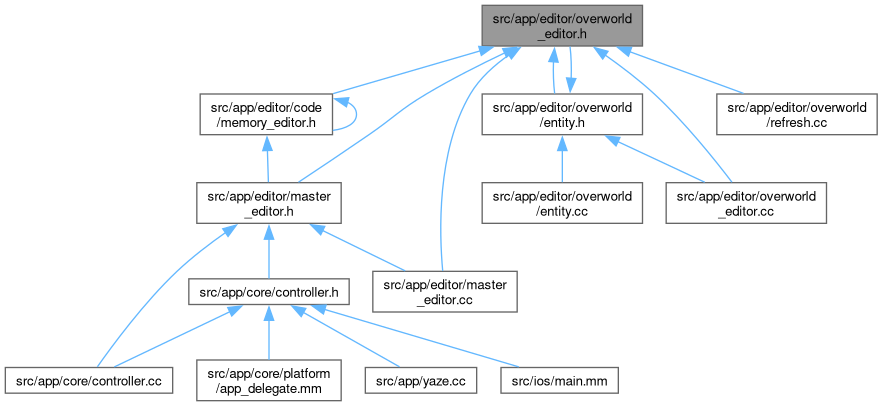 src/app/editor/overworld
_editor.h
src/app/editor/code
/memory_editor.h
src/app/editor/overworld
/entity.h
src/app/editor/overworld
/refresh.cc
src/app/editor/master
_editor.h
src/app/editor/overworld
/entity.cc
src/app/editor/overworld
_editor.cc
src/app/core/controller.h
src/app/editor/master
_editor.cc
src/app/core/controller.cc
src/app/core/platform
/app_delegate.mm
src/app/yaze.cc
src/ios/main.mm